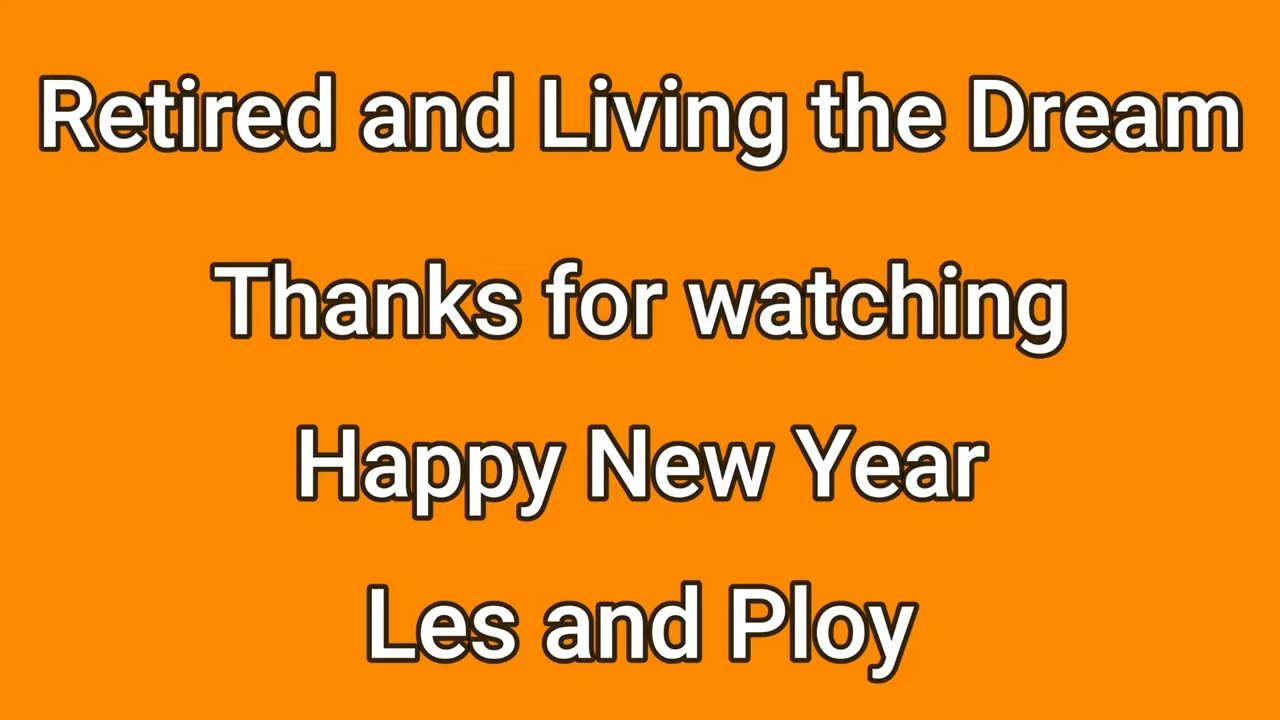 Retired and Living the Dream
Thanks for watching
Happy New Year
Les and Ploy